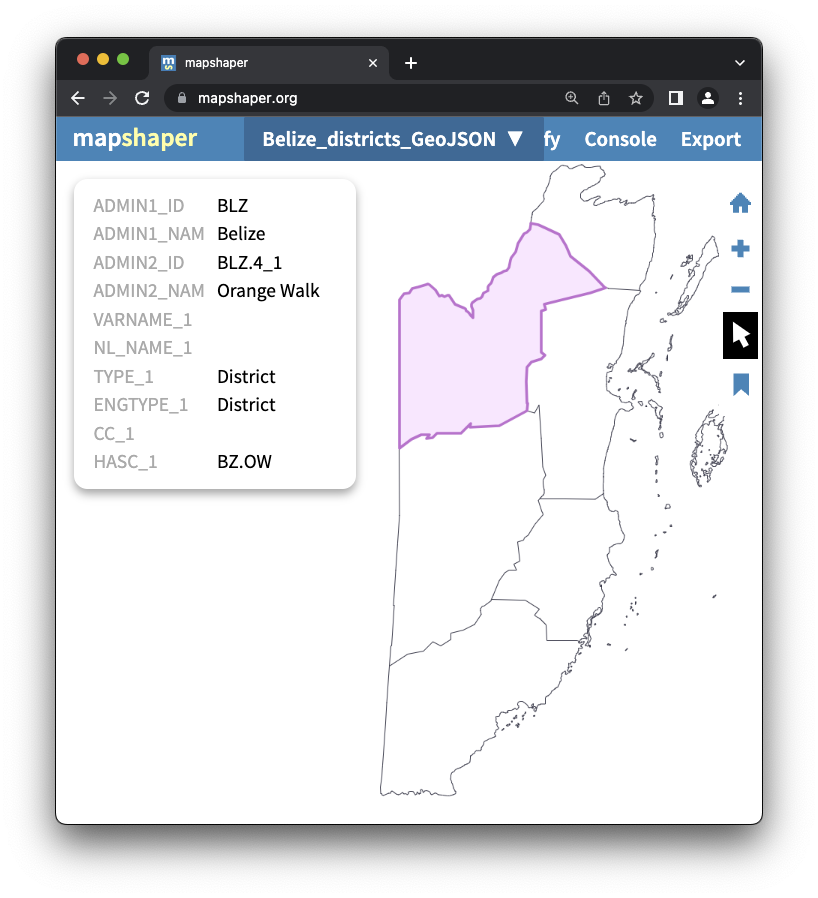 mapshaper
mapshaper.org
mapshaper Belize_districts_GeoJSON ▼ fy Console Export
ADMIN1_ID BLZ
ADMIN1_NAM Belize
ADMIN2_ID BLZ.4_1
ADMIN2_NAM Orange Walk
VARNAME_1
NL_NAME_1
TYPE_1 District
ENGTYPE_1 District
CC_1
HASC_1 BZ.OW